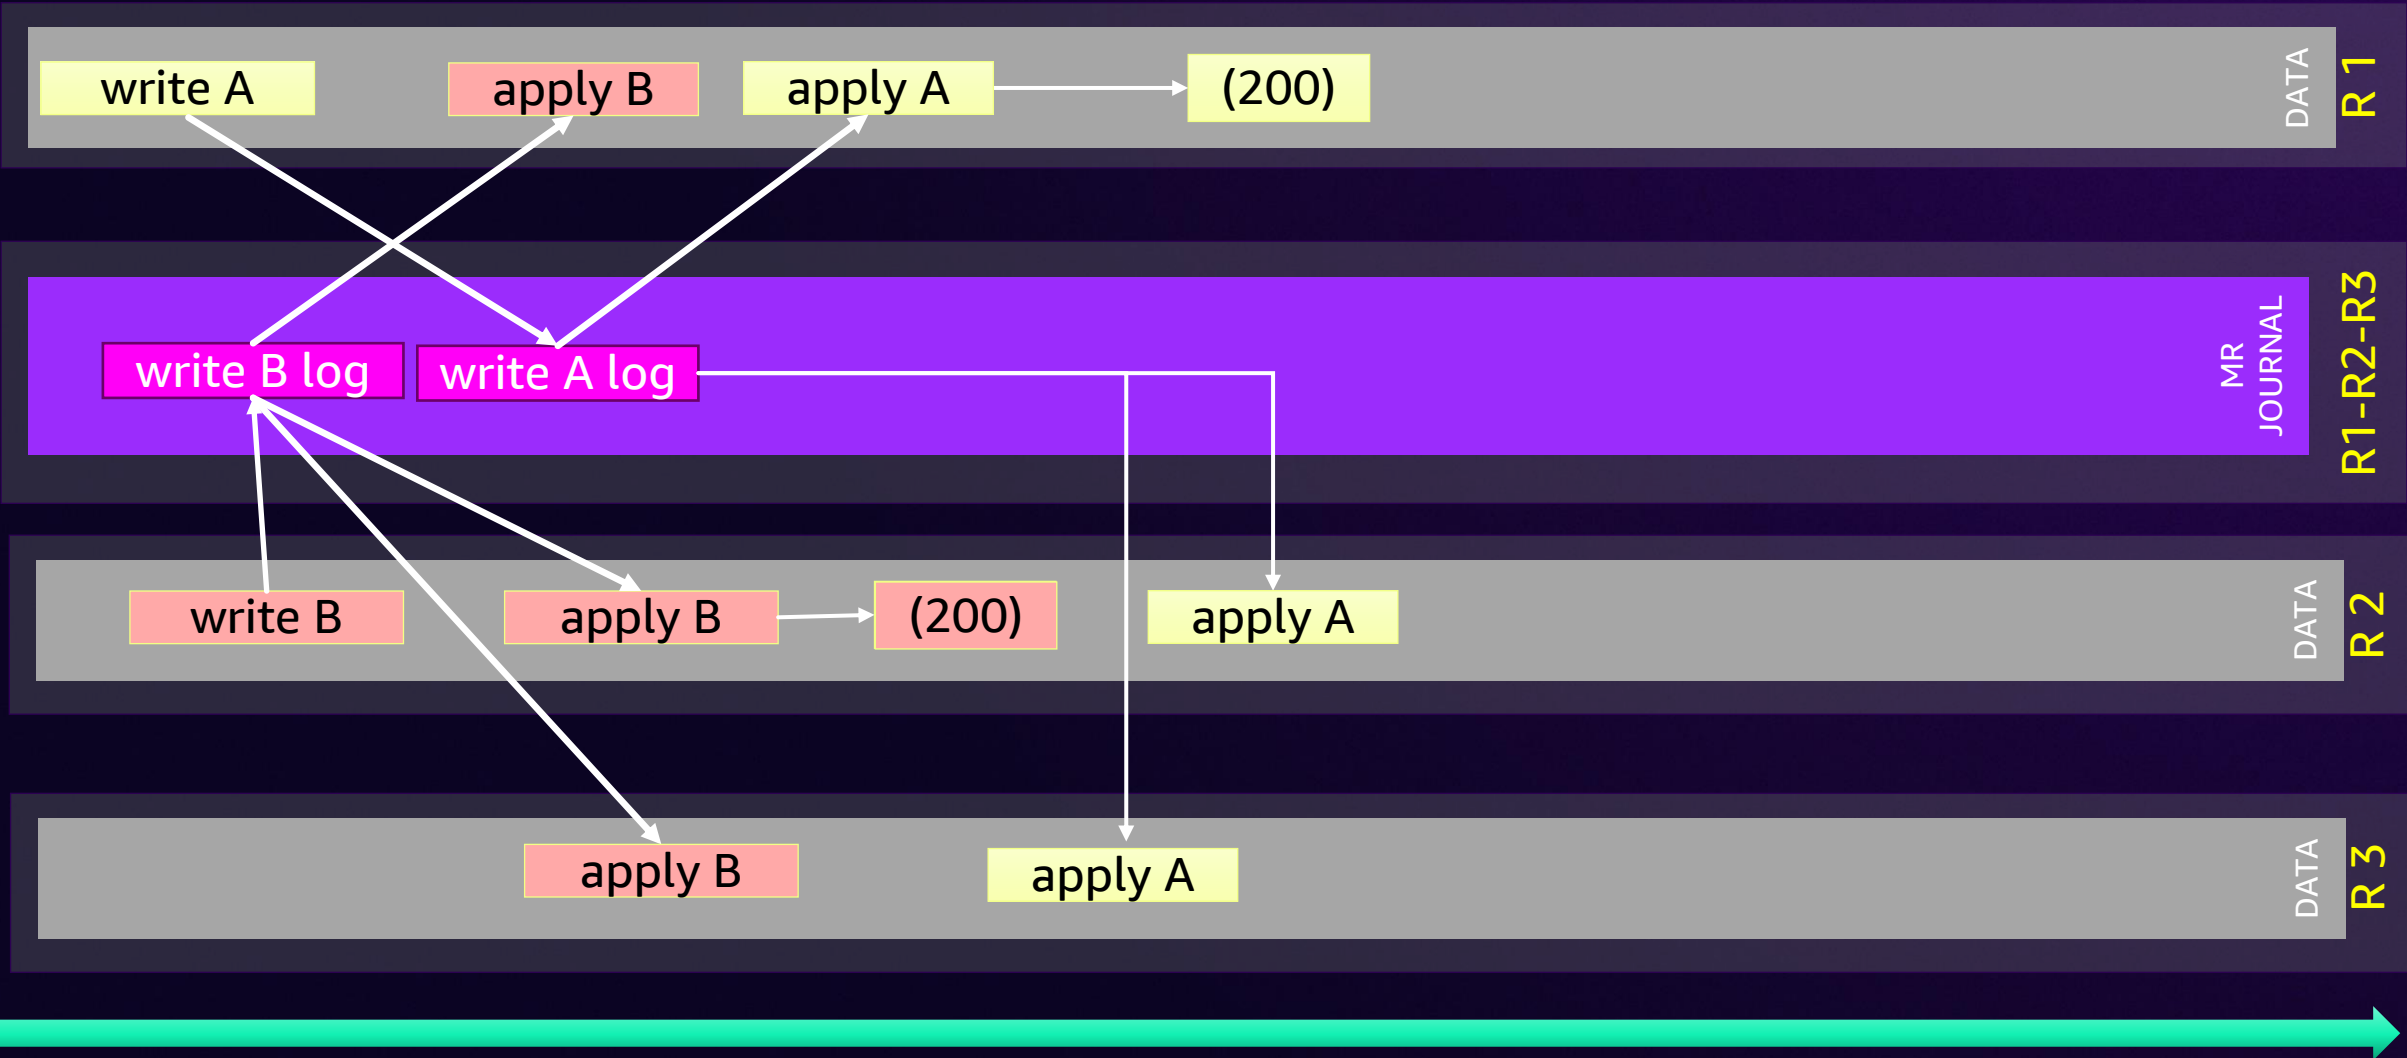 write A
apply B
apply A
(200)
DATA
R 1
write B log
write A log
MR
JOURNAL
R1-R2-R3
write B
apply B
(200)
apply A
DATA
R 2
apply B
apply A
DATA
R 3